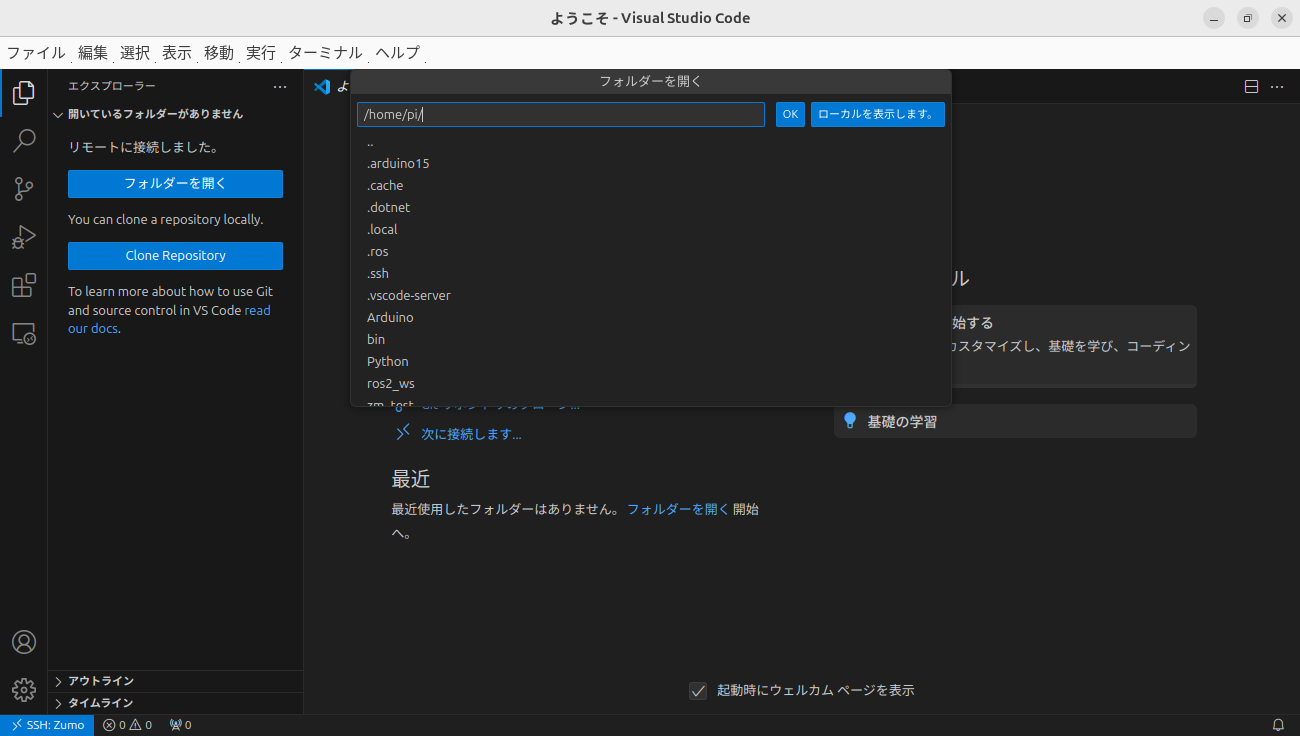 ようこそ - Visual Studio Code
ファイル 編集 選択 表示 移動 実行 ターミナル ヘルプ
エクスプローラー
開いているフォルダーがありません
リモートに接続しました。
フォルダーを開く
You can clone a repository locally.
Clone Repository
To learn more about how to use Git
and source control in VS Code read
our docs.
アウトライン
タイムライン
よ
フォルダーを開く
/home/pi/
OK
ローカルを表示します。
..
.arduino15
.cache
.dotnet
.local
.ros
.ssh
.vscode-server
Arduino
bin
Python
ros2_ws
zm_test
次に接続します...
最近
最近使用したフォルダーはありません。フォルダーを開く開始
へ。
ル
始する
カスタマイズし、基礎を学び、コーディン
基礎の学習
起動時にウェルカム ページを表示
SSH: Zumo
0 0 0